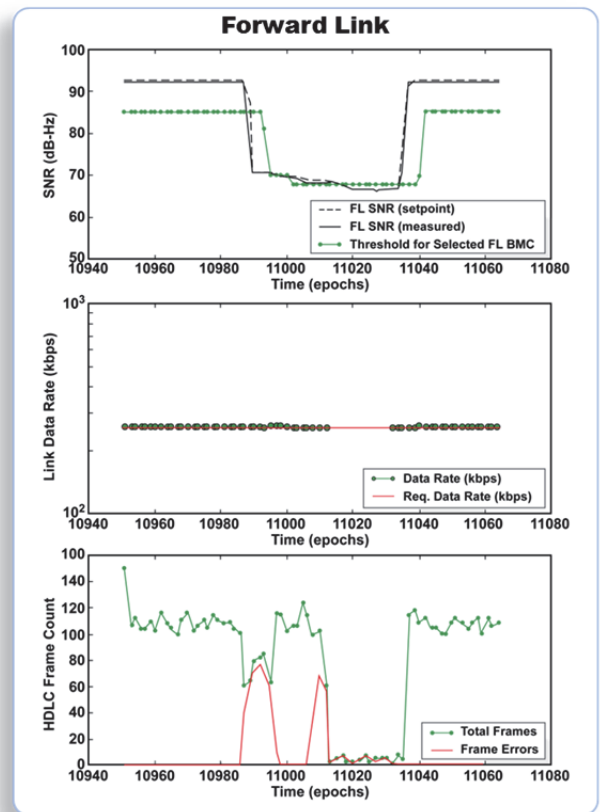 Forward Link
100
90
80
70
60
50
SNR (dB-Hz)
FL SNR (setpoint)
FL SNR (measured)
Threshold for Selected FL BMC
10940 10960 10980 11000 11020 11040 11060 11080
Time (epochs)
10³
10²
Link Data Rate (kbps)
Data Rate (kbps)
Req. Data Rate (kbps)
10940 10960 10980 11000 11020 11040 11060 11080
Time (epochs)
100
140
120
100
80
60
40
20
0
HDLC Frame Count
Total Frames
Frame Errors
10940 10960 10980 11000 11020 11040 11060 11080
Time (epochs)